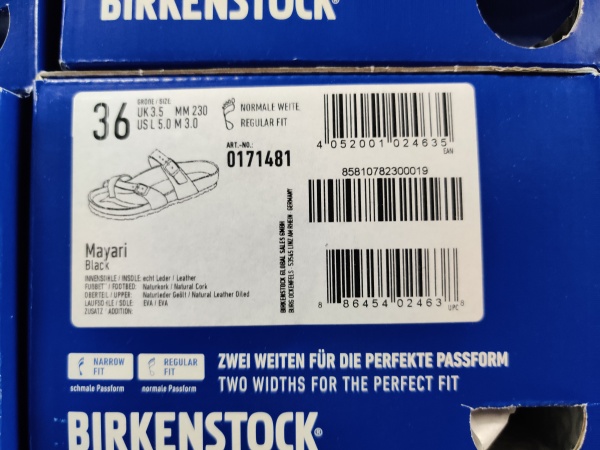 BIRKENSTOCK®
36
GRÖßE / SIZE
UK 3.5 MM 230
US L 5.0 M 3.0
NORMALE WEITE
REGULAR FIT
ART.-NO.:
0171481
4 052001 024635
EAN
85810782300019
Mayari
Black
INNENSOHLE / INSOLE: echt Leder / Leather
FUßBETT / FOOTBED: Naturkork / Natural Cork
OBERTEIL / UPPER: Naturleder Geölt / Natural Leather Oiled
LAUFSOHLE / SOLE: EVA / EVA
ZUSATZ / ADDITION:
BIRKENSTOCK GLOBAL SALES GMBH
BURG OCKENFELS · 53545 LINZ AM RHEIN · GERMANY
8 86454 02463 0
UPC
NARROW FIT
schmale Passform
REGULAR FIT
normale Passform
ZWEI WEITEN FÜR DIE PERFEKTE PASSFORM
TWO WIDTHS FOR THE PERFECT FIT
BIRKENSTOCK®